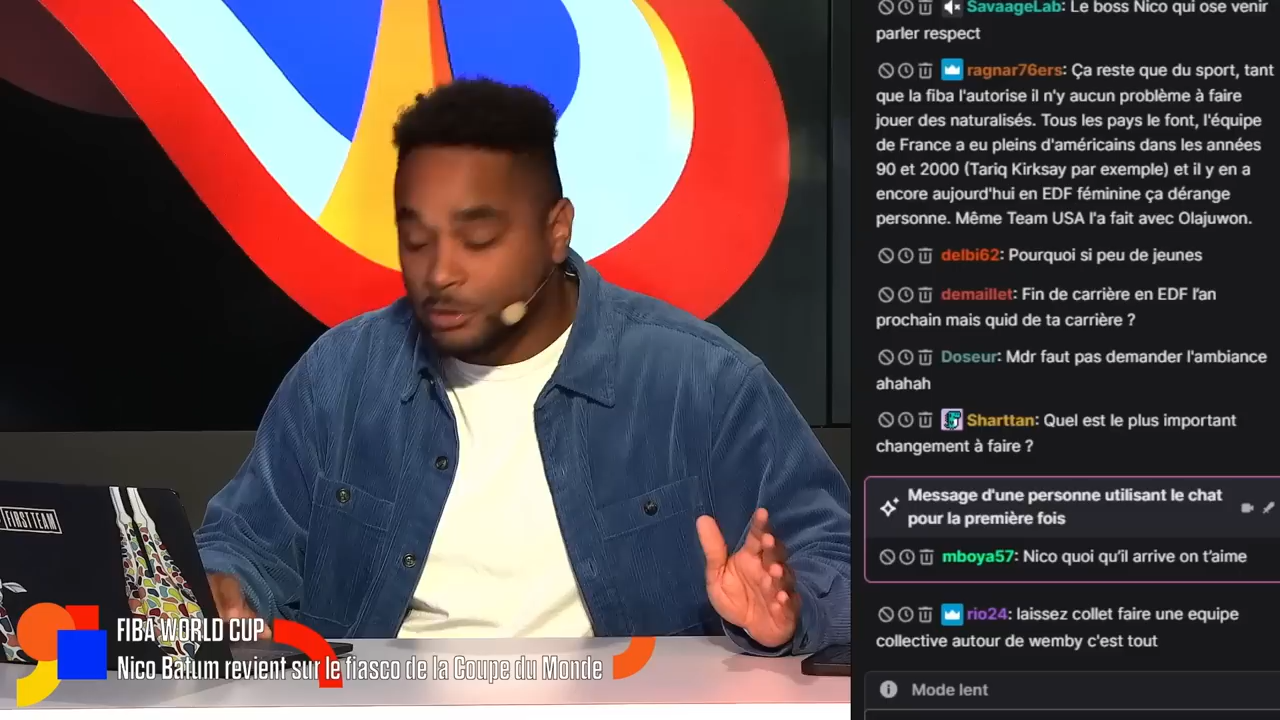 SavaageLab: Le boss Nico qui ose venir
parler respect
ragnar76ers: Ça reste que du sport, tant
que la fiba l'autorise il n'y aucun problème à faire
jouer des naturalisés. Tous les pays le font, l'équipe
de France a eu pleins d'américains dans les années
90 et 2000 (Tariq Kirksay par exemple) et il y en a
encore aujourd'hui en EDF féminine ça dérange
personne. Même Team USA l'a fait avec Olajuwon.
delbi62: Pourquoi si peu de jeunes
demaillet: Fin de carrière en EDF l’an
prochain mais quid de ta carrière ?
Doseur: Mdr faut pas demander l'ambiance
ahahah
Sharttan: Quel est le plus important
changement à faire ?
Message d'une personne utilisant le chat
pour la première fois
mboya57: Nico quoi qu’il arrive on t’aime
rio24: laissez collet faire une equipe
collective autour de wemby c'est tout
Mode lent
FIRST TEAM
FIBA WORLD CUP
Nico Batum revient sur le fiasco de la Coupe du Monde